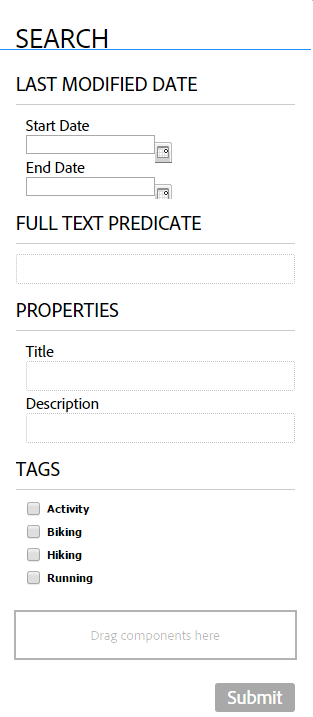 SEARCH
LAST MODIFIED DATE
Start Date
End Date
FULL TEXT PREDICATE
PROPERTIES
Title
Description
TAGS
Activity
Biking
Hiking
Running
Drag components here
Submit